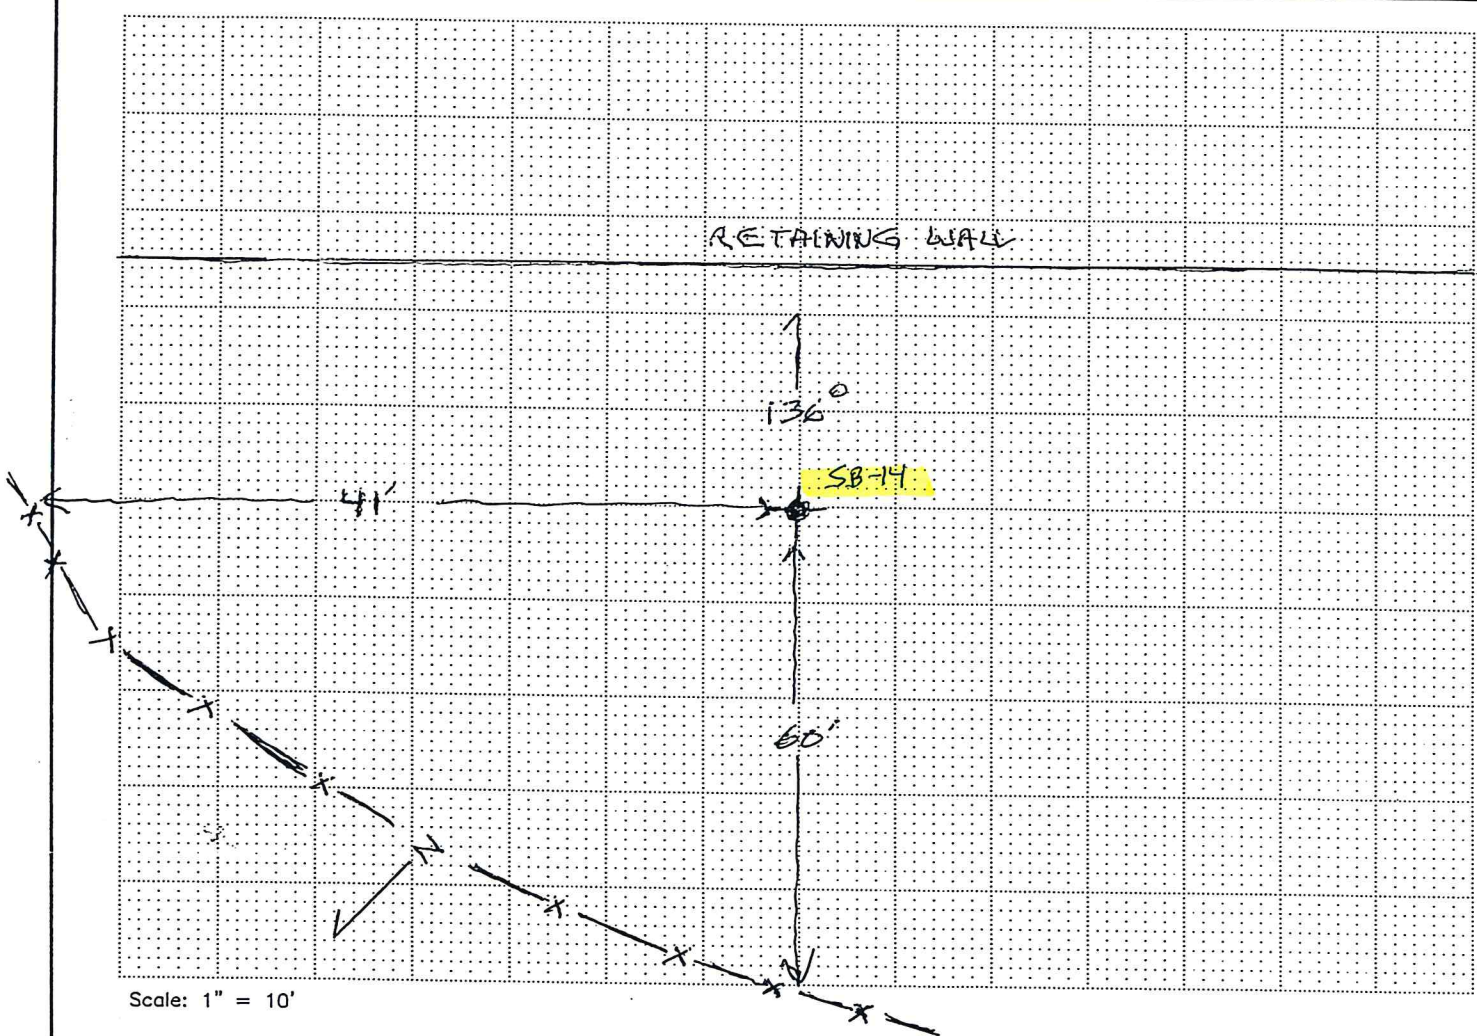 RETAINING WALL
136°
SB-14
41'
60'
N
Scale: 1" = 10'